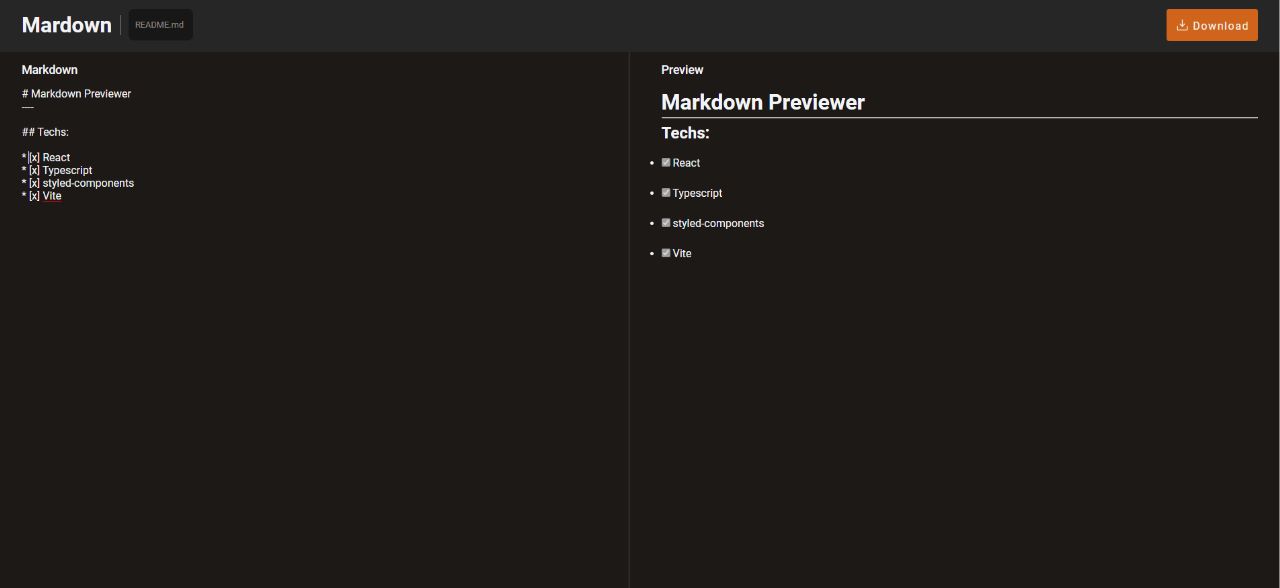 Mardown
README.md
Download
Markdown
# Markdown Previewer
----
## Techs:
* [x] React
* [x] Typescript
* [x] styled-components
* [x] Vite
Preview
Markdown Previewer
Techs:
React
Typescript
styled-components
Vite